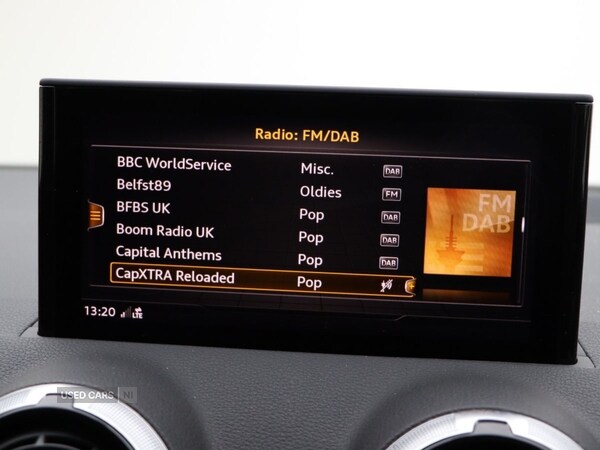 Radio: FM/DAB
BBC WorldService Misc. DAB
Belfst89 Oldies FM
BFBS UK Pop DAB
Boom Radio UK Pop DAB
Capital Anthems Pop DAB
CapXTRA Reloaded Pop
FM
DAB
13:20 LTE
USED CARS NI